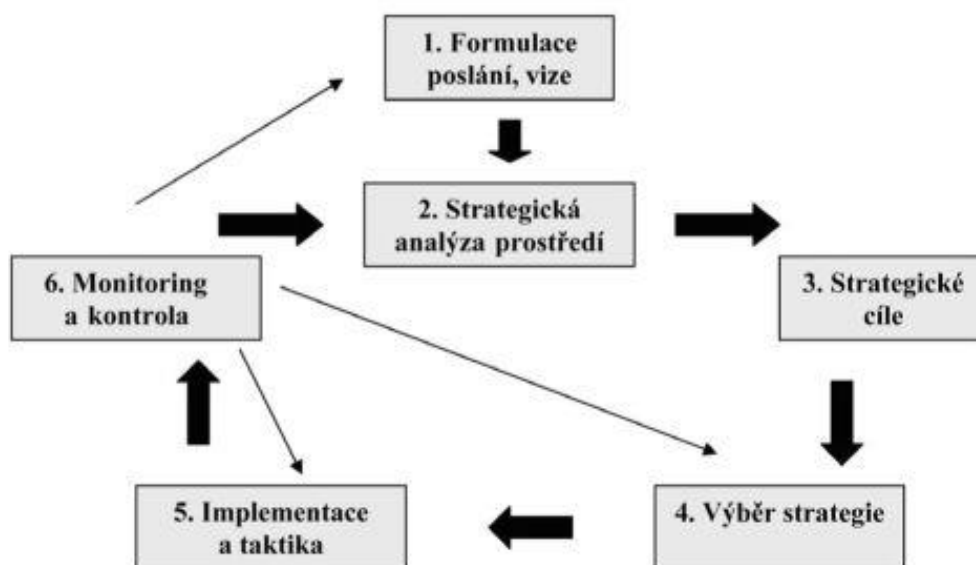 1. Formulace
poslání, vize
2. Strategická
analýza prostředí
3. Strategické
cíle
4. Výběr strategie
5. Implementace
a taktika
6. Monitoring
a kontrola